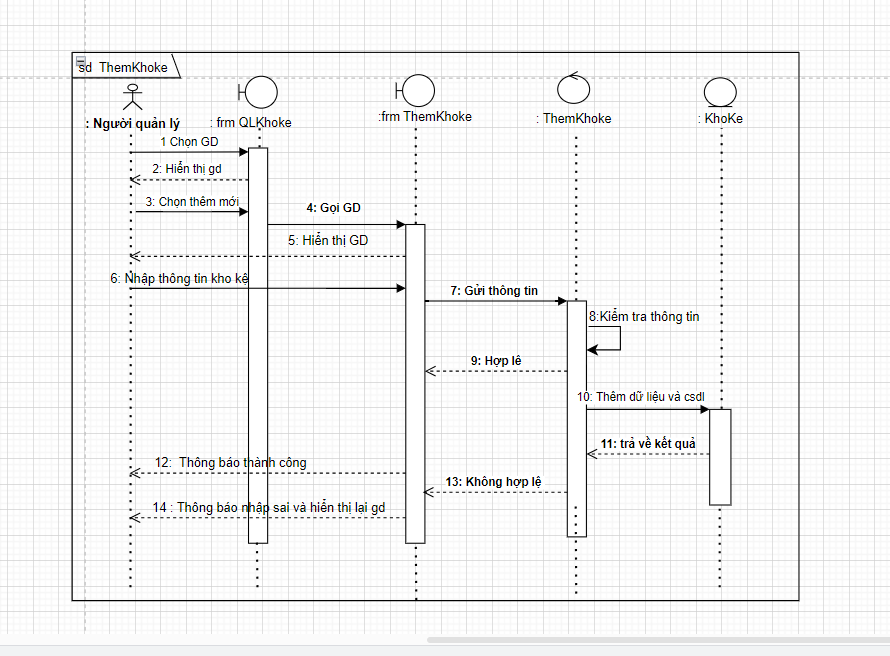 sd ThemKhoke
: Người quản lý
: frm QLKhoke
:frm ThemKhoke
: ThemKhoke
: KhoKe
1 Chọn GD
2: Hiển thị gd
3: Chọn thêm mới
4: Gọi GD
5: Hiển thị GD
6: Nhập thông tin kho kệ
7: Gửi thông tin
8:Kiểm tra thông tin
9: Hợp lê
10: Thêm dữ liệu và csdl
11: trả về kết quả
12: Thông báo thành công
13: Không hợp lệ
14 : Thông báo nhập sai và hiển thị lại gd